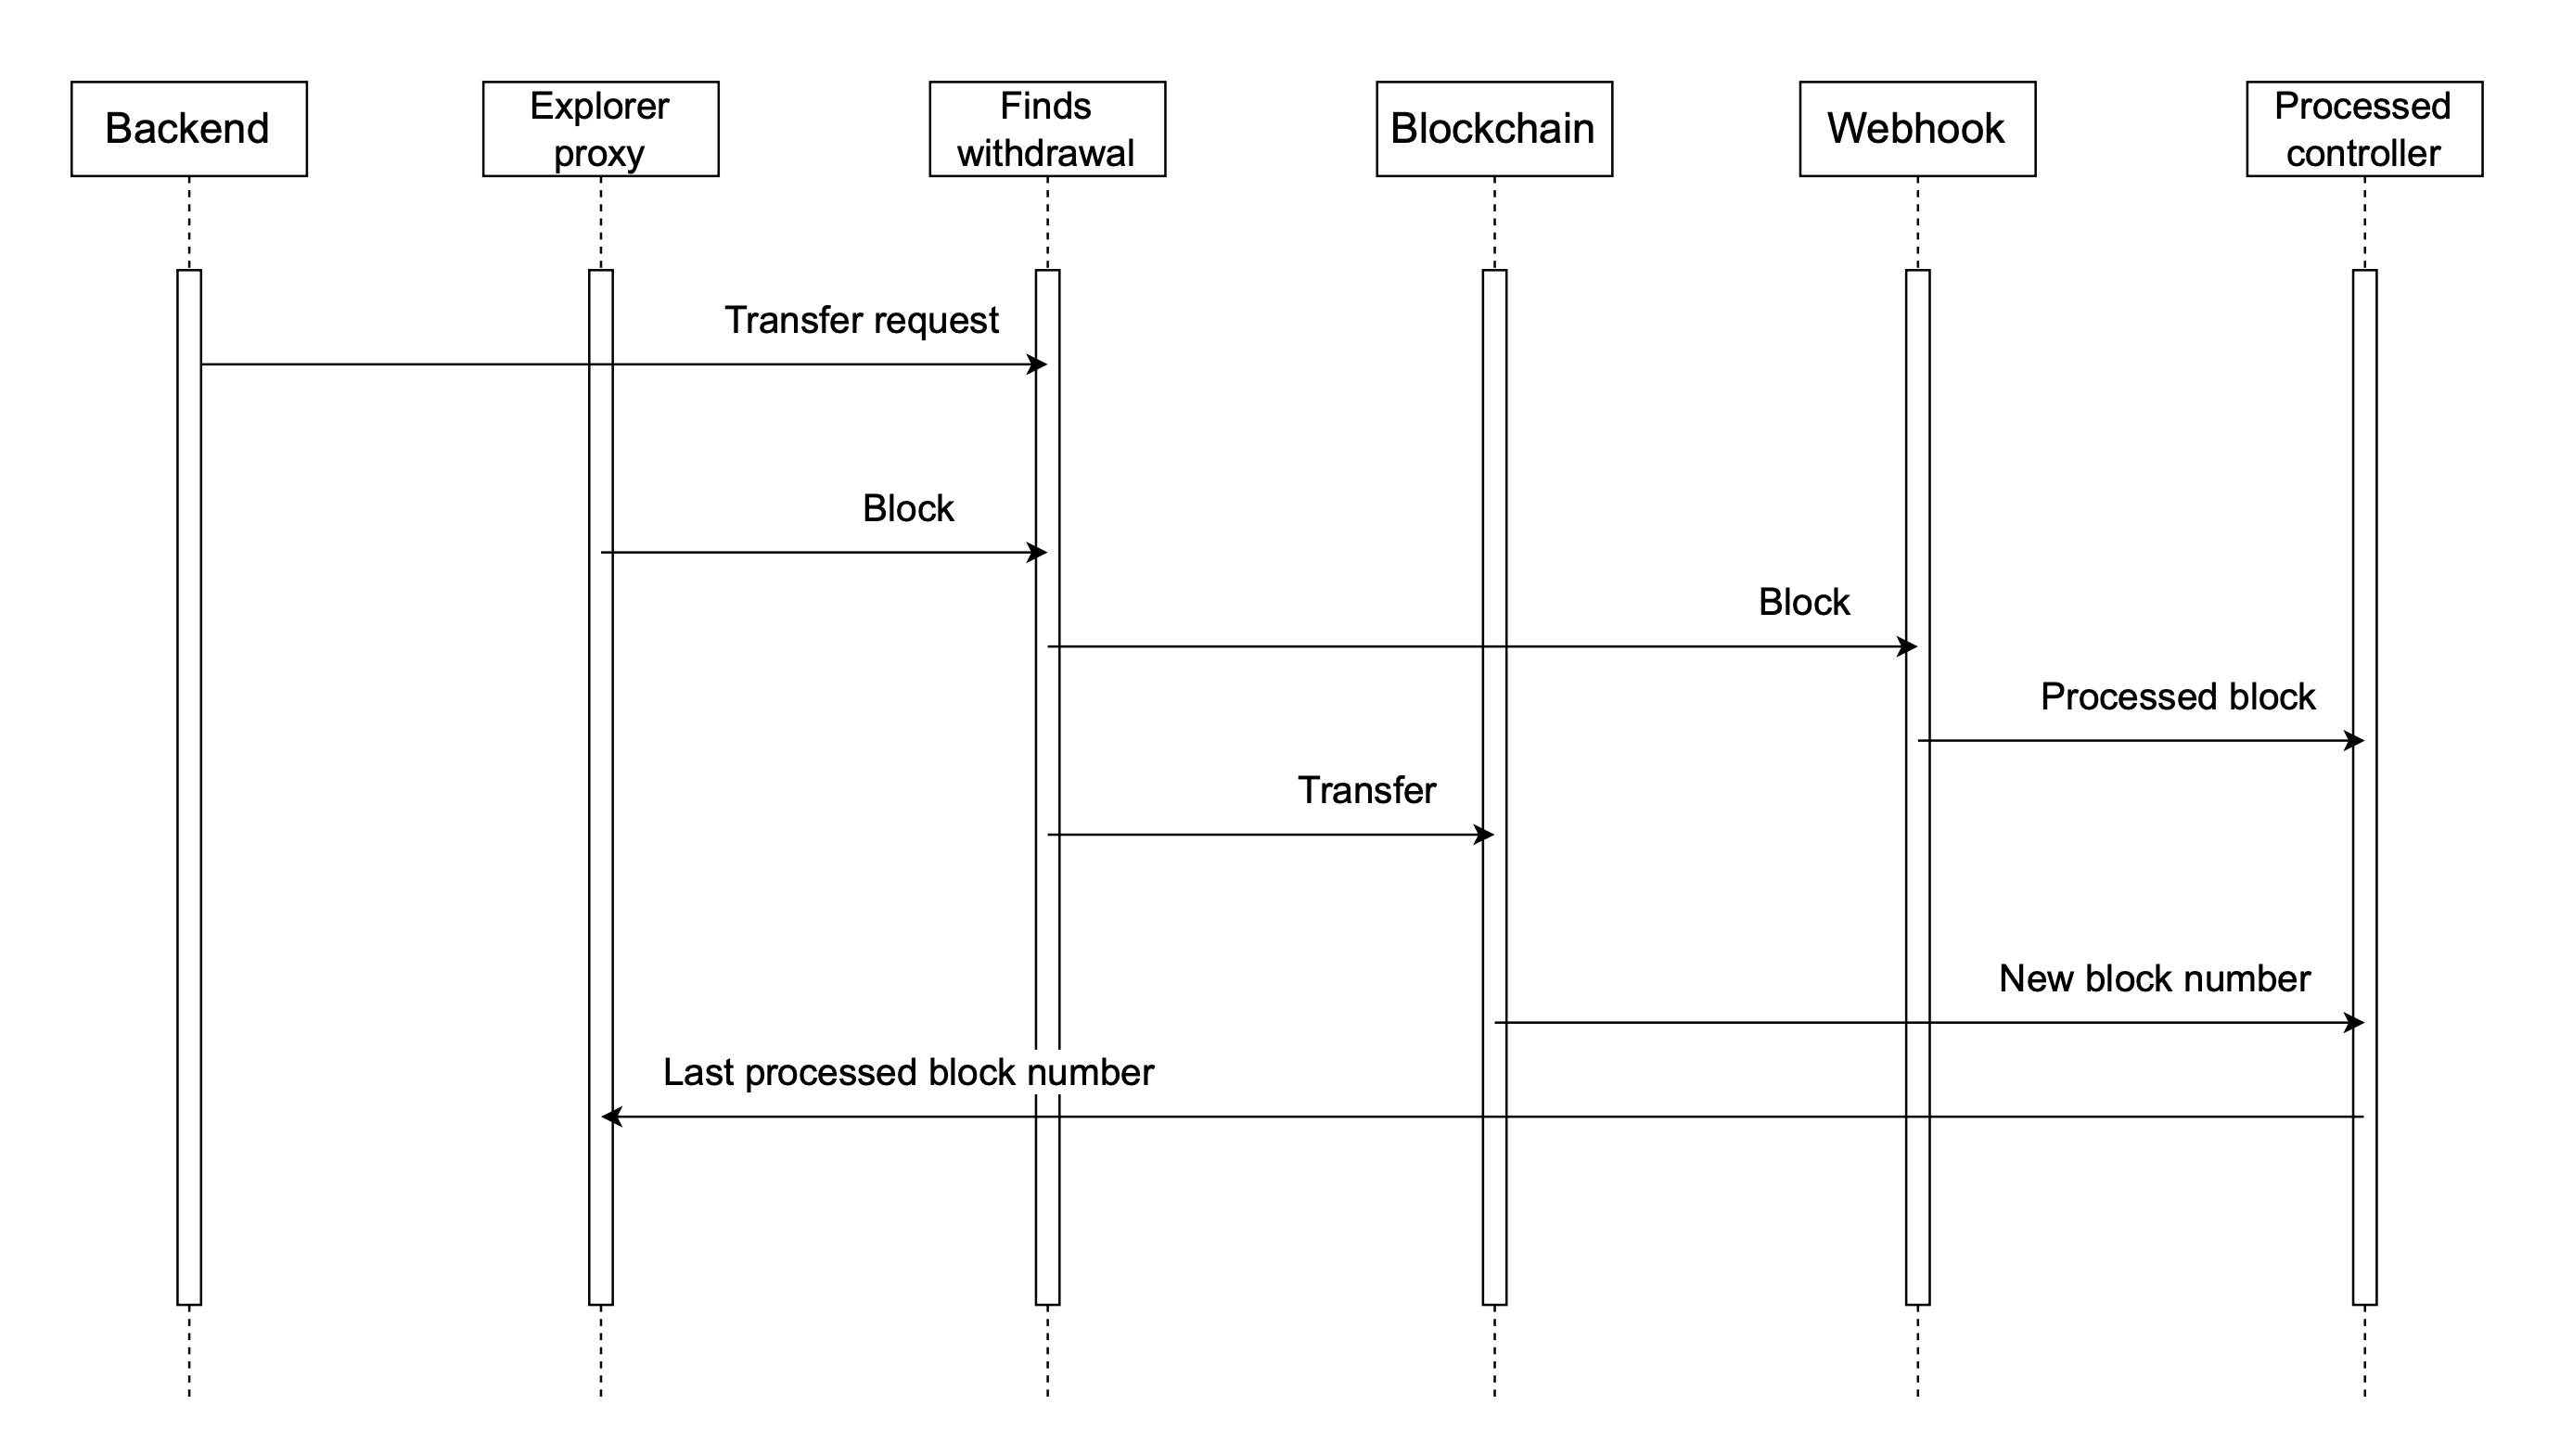 Backend
Explorer
proxy
Finds
withdrawal
Blockchain
Webhook
Processed
controller
Transfer request
Block
Block
Processed block
Transfer
New block number
Last processed block number